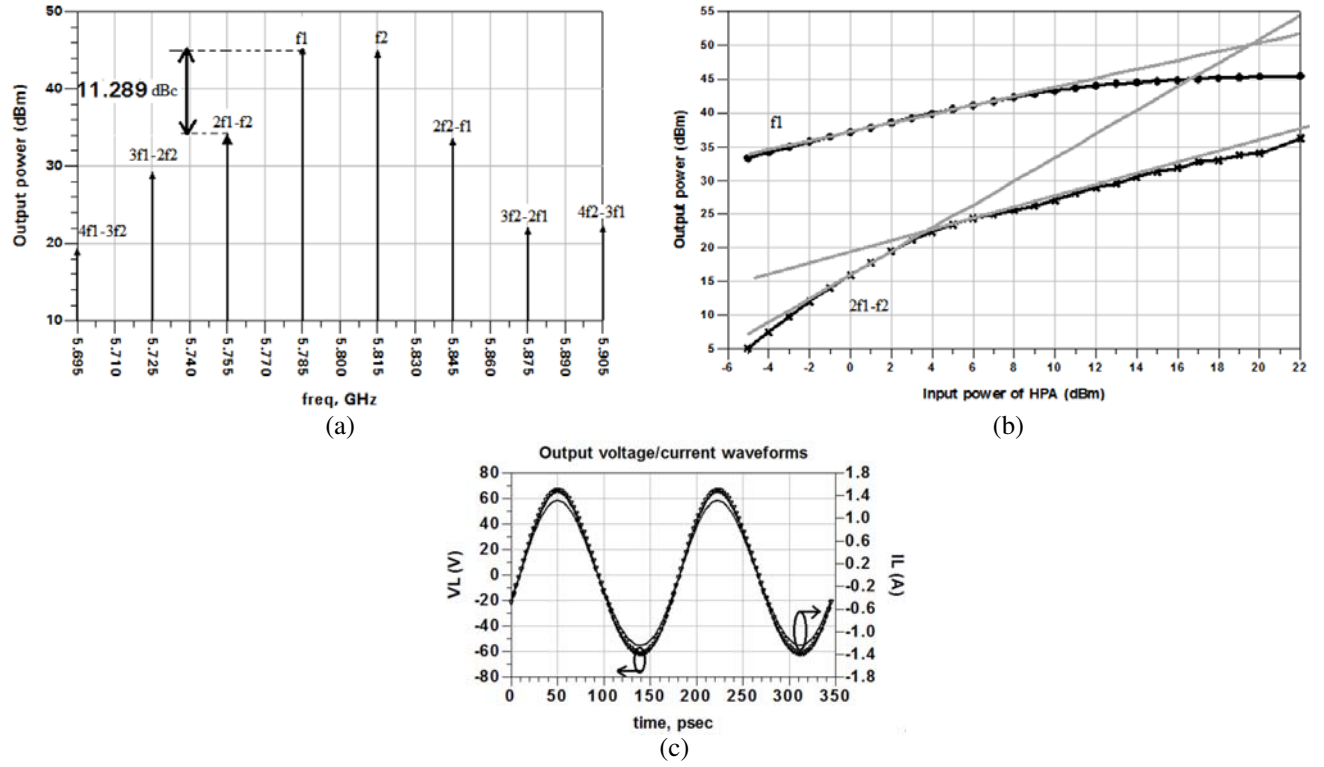 50
40
30
20
10
Output power (dBm)
11.289 dBc
f1
f2
2f1-f2
2f2-f1
3f1-2f2
4f1-3f2
3f2-2f1
4f2-3f1
5.695
5.710
5.725
5.740
5.755
5.770
5.785
5.800
5.815
5.830
5.845
5.860
5.875
5.890
5.905
freq, GHz
(a)
55
50
45
40
35
30
25
20
15
10
5
Output power (dBm)
f1
2f1-f2
-6 -4 -2 0 2 4 6 8 10 12 14 16 18 20 22
Input power of HPA (dBm)
(b)
Output voltage/current waveforms
80
60
40
20
0
-20
-40
-60
-80
VL (V)
1.8
1.4
1.0
0.6
0.2
-0.2
-0.6
-1.0
-1.4
-1.8
IL (A)
0 50 100 150 200 250 300 350
time, psec
(c)